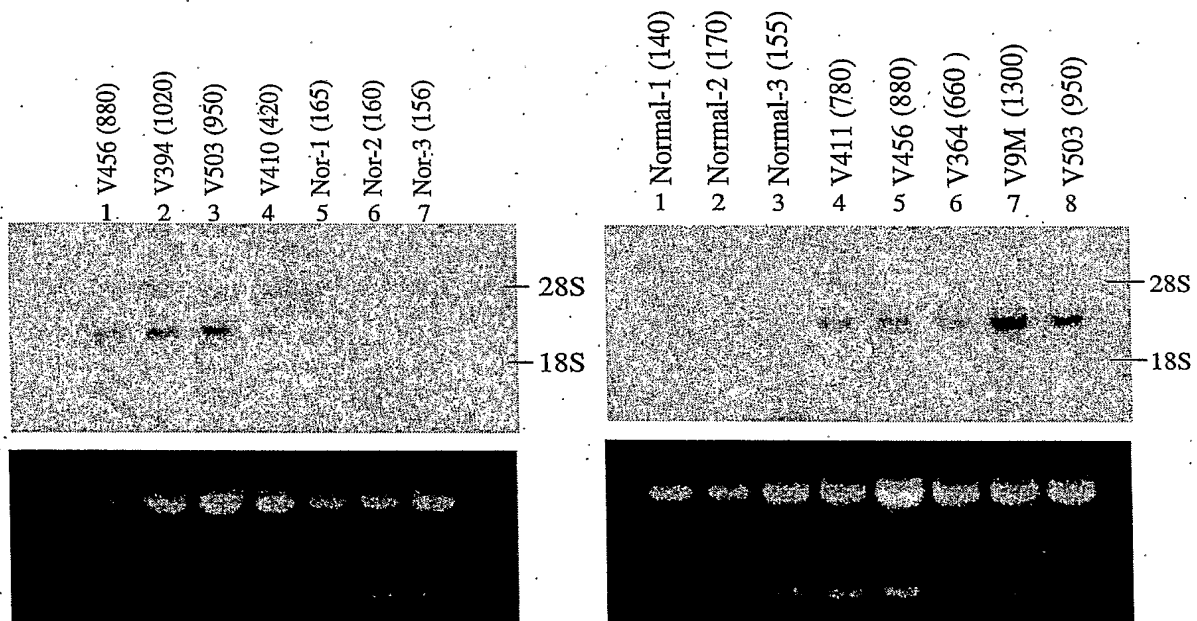 V456 (880)
V394 (1020)
V503 (950)
V410 (420)
Nor-1 (165)
Nor-2 (160)
Nor-3 (156)
1 2 3 4 5 6 7
28S
18S
Normal-1 (140)
Normal-2 (170)
Normal-3 (155)
V411 (780)
V456 (880)
V364 (660 )
V9M (1300)
V503 (950)
1 2 3 4 5 6 7 8
28S
18S